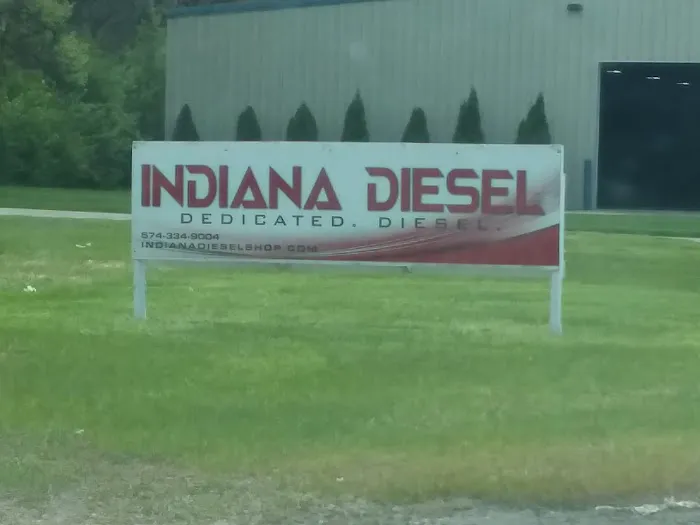 INDIANA DIESEL
DEDICATED. DIESEL.
574-334-9004
INDIANADIESELSHOP.COM